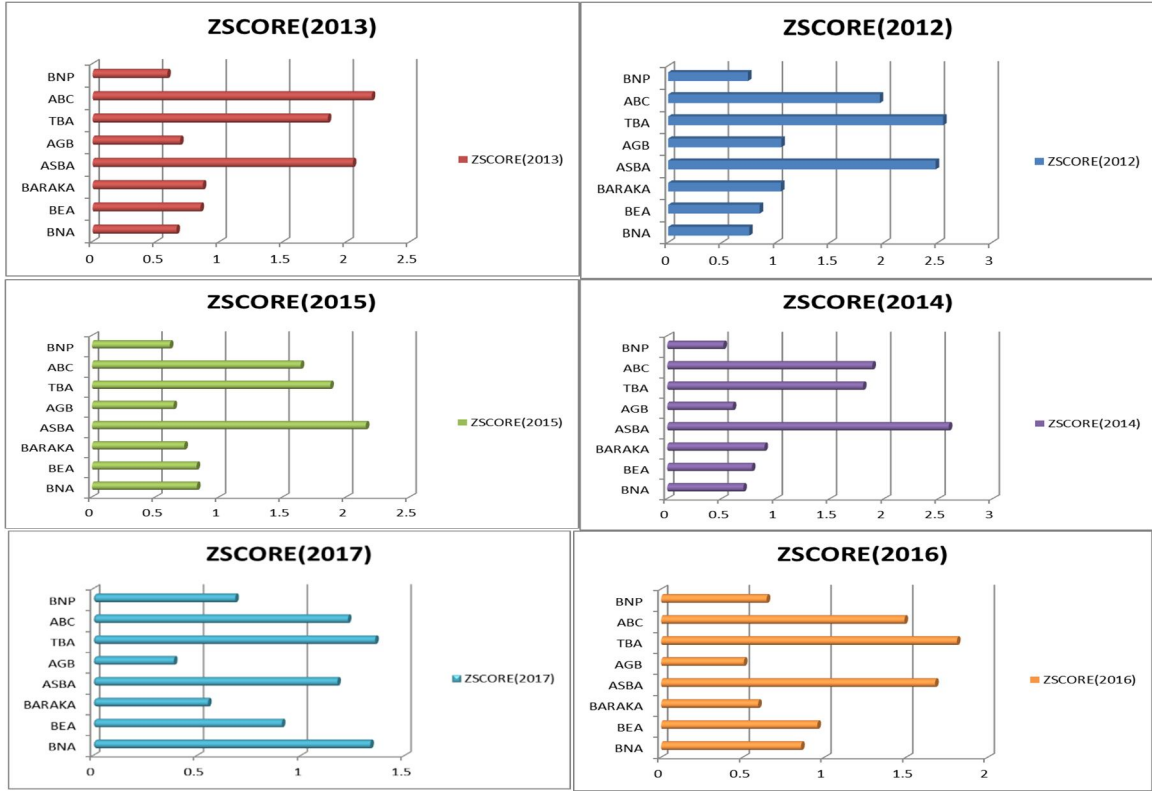 ZSCORE(2013)
BNP
ABC
TBA
AGB
ASBA
BARAKA
BEA
BNA
0 0.5 1 1.5 2 2.5
ZSCORE(2013)
ZSCORE(2012)
BNP
ABC
TBA
AGB
ASBA
BARAKA
BEA
BNA
0 0.5 1 1.5 2 2.5 3
ZSCORE(2012)
ZSCORE(2015)
BNP
ABC
TBA
AGB
ASBA
BARAKA
BEA
BNA
0 0.5 1 1.5 2 2.5
ZSCORE(2015)
ZSCORE(2014)
BNP
ABC
TBA
AGB
ASBA
BARAKA
BEA
BNA
0 0.5 1 1.5 2 2.5 3
ZSCORE(2014)
ZSCORE(2017)
BNP
ABC
TBA
AGB
ASBA
BARAKA
BEA
BNA
0 0.5 1 1.5
ZSCORE(2017)
ZSCORE(2016)
BNP
ABC
TBA
AGB
ASBA
BARAKA
BEA
BNA
0 0.5 1 1.5 2
ZSCORE(2016)